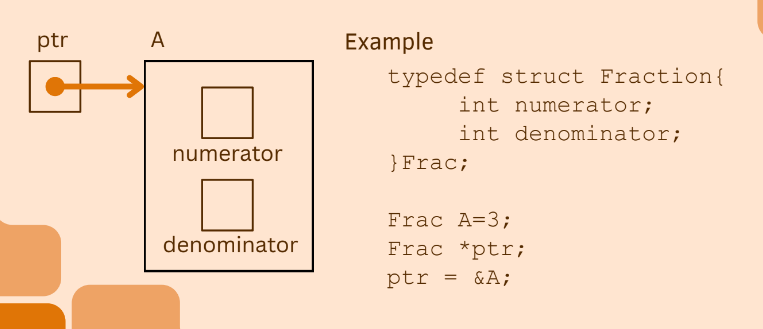 ptr
A
numerator
denominator
Example
typedef struct Fraction{
int numerator;
int denominator;
}Frac;
Frac A=3;
Frac *ptr;
ptr = &A;